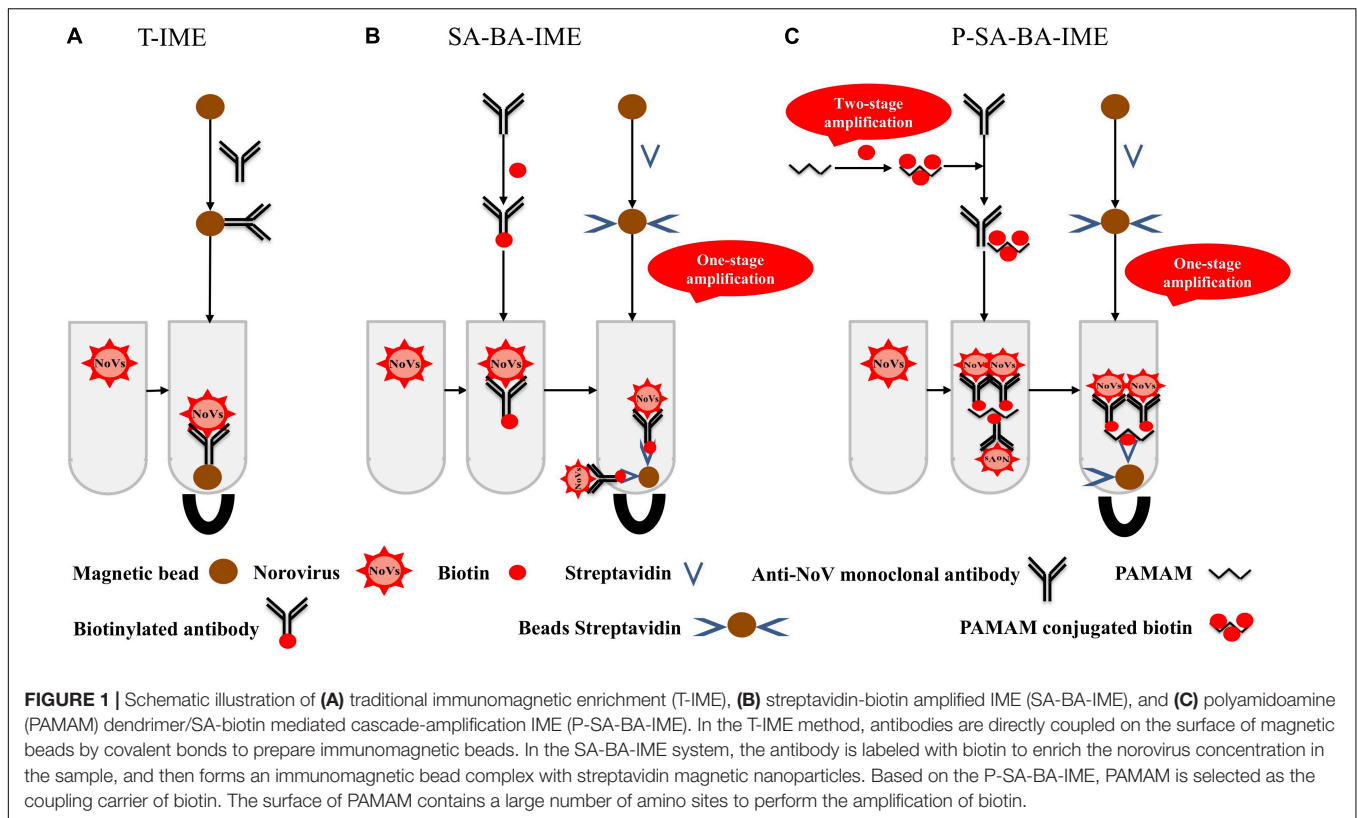 A T-IME
B SA-BA-IME
C P-SA-BA-IME
Two-stage
amplification
One-stage
amplification
One-stage
amplification
NoVs
NoVs
NoVs
NoVs
NoVs
NoVs
NoVs
NoVs
NoVs
NoVs
NoVs
NoVs
Magnetic bead
Norovirus
NoVs
Biotin
Streptavidin
Anti-NoV monoclonal antibody
PAMAM
Biotinylated antibody
Beads Streptavidin
PAMAM conjugated biotin
FIGURE 1 | Schematic illustration of (A) traditional immunomagnetic enrichment (T-IME), (B) streptavidin-biotin amplified IME (SA-BA-IME), and (C) polyamidoamine
(PAMAM) dendrimer/SA-biotin mediated cascade-amplification IME (P-SA-BA-IME). In the T-IME method, antibodies are directly coupled on the surface of magnetic
beads by covalent bonds to prepare immunomagnetic beads. In the SA-BA-IME system, the antibody is labeled with biotin to enrich the norovirus concentration in
the sample, and then forms an immunomagnetic bead complex with streptavidin magnetic nanoparticles. Based on the P-SA-BA-IME, PAMAM is selected as the
coupling carrier of biotin. The surface of PAMAM contains a large number of amino sites to perform the amplification of biotin.